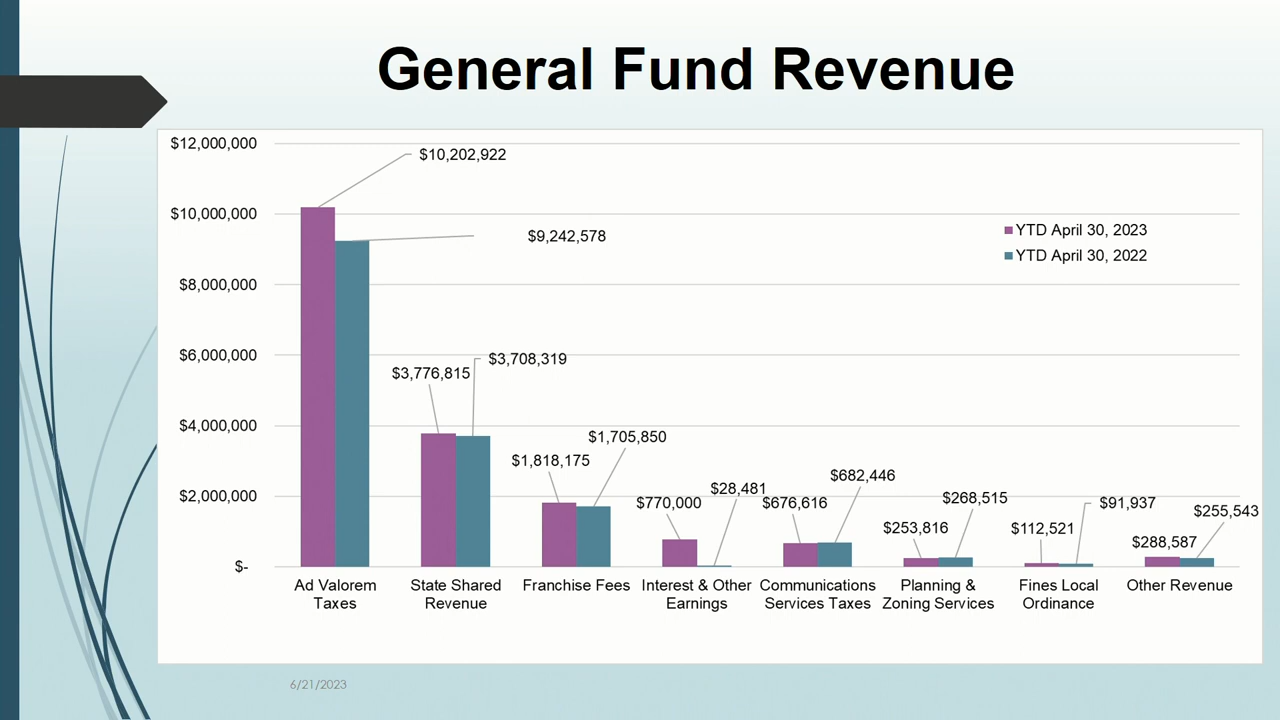 General Fund Revenue
$12,000,000
$10,000,000
$8,000,000
$6,000,000
$4,000,000
$2,000,000
$-
$10,202,922
$9,242,578
$3,776,815
$3,708,319
$1,818,175
$1,705,850
$770,000
$28,481
$676,616
$682,446
$253,816
$268,515
$112,521
$91,937
$288,587
$255,543
YTD April 30, 2023
YTD April 30, 2022
Ad Valorem
Taxes
State Shared
Revenue
Franchise Fees
Interest & Other
Earnings
Communications
Services Taxes
Planning &
Zoning Services
Fines Local
Ordinance
Other Revenue
6/21/2023